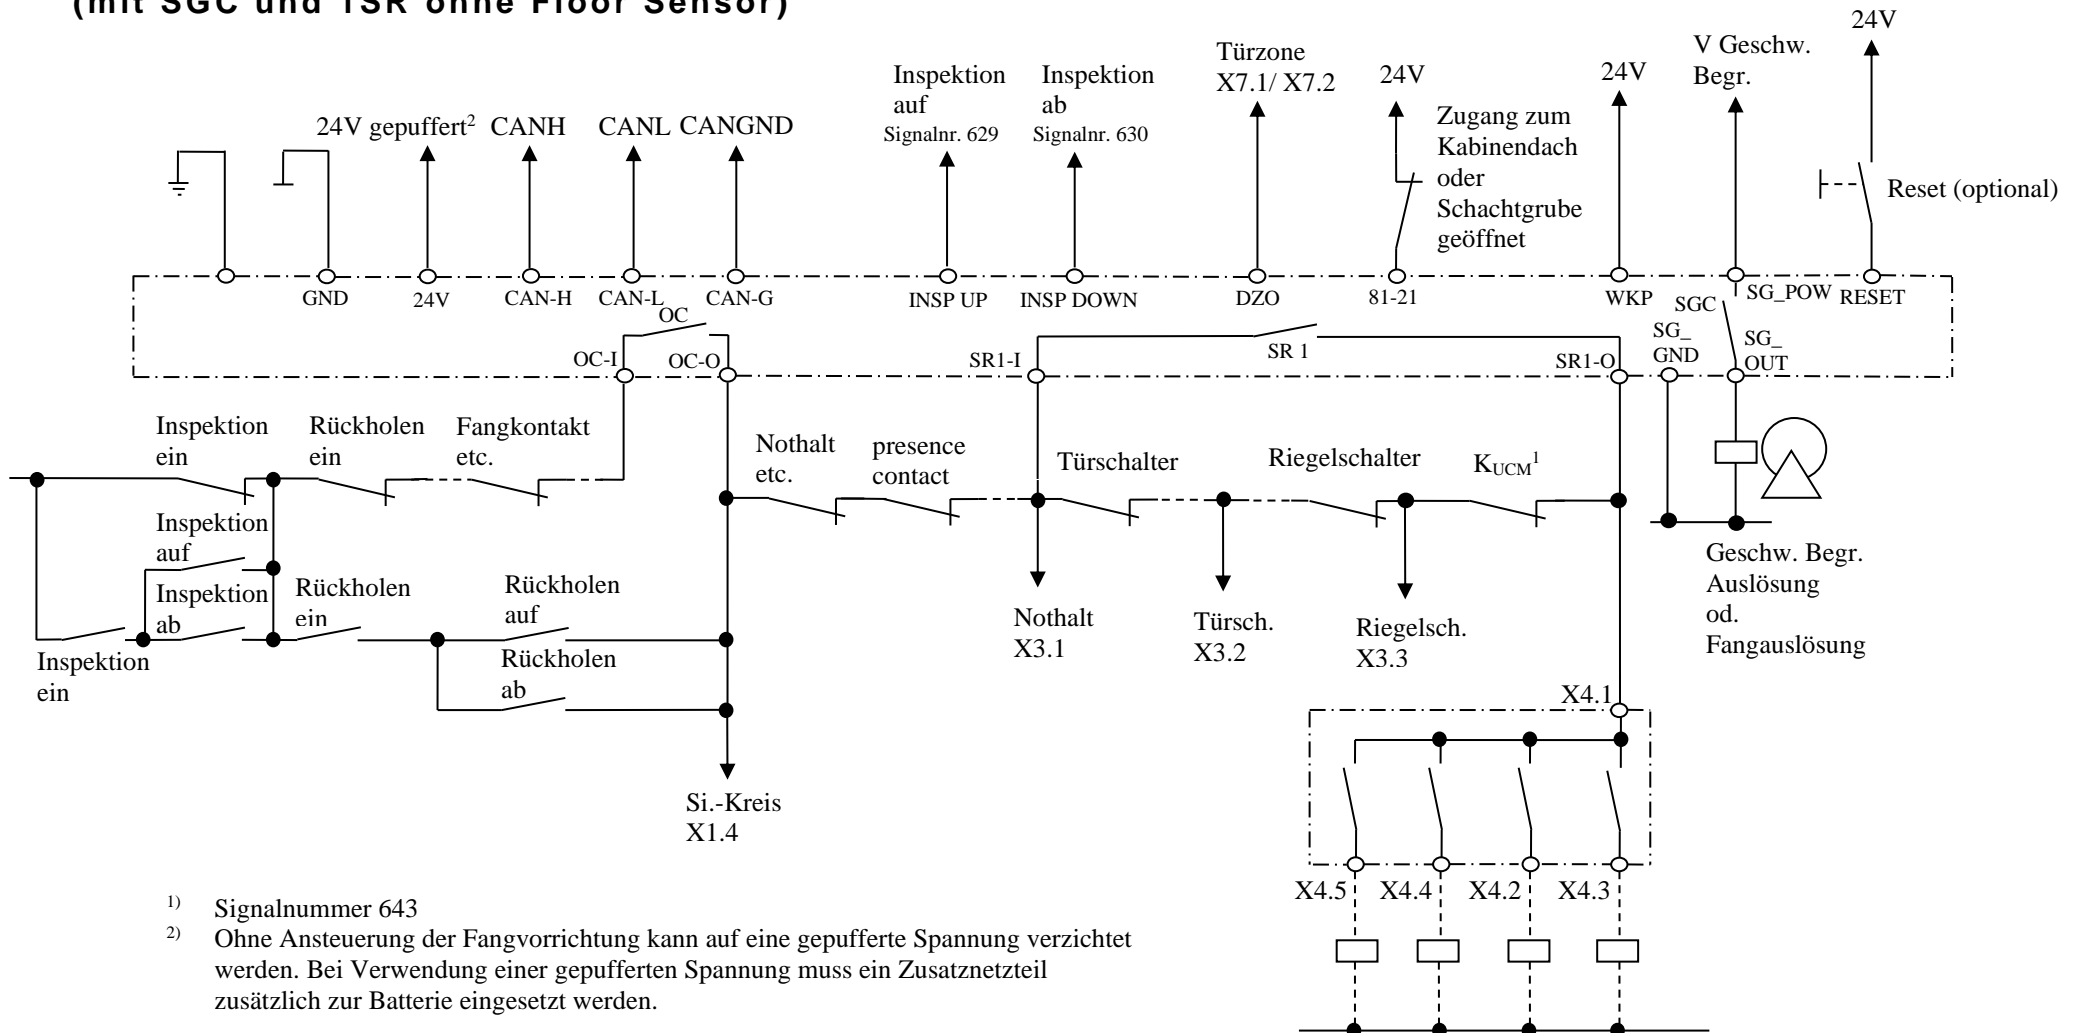 (mit SGC und 1SR ohne Floor Sensor)
24V
V Geschw.
Begr.
Türzone
X7.1/ X7.2
24V
24V
Inspektion
auf
Signalnr. 629
Inspektion
ab
Signalnr. 630
24V gepuffert2
CANH
CANL
CANGND
Zugang zum
Kabinendach
oder
Schachtgrube
geöffnet
Reset (optional)
GND
24V
CAN-H
CAN-L
CAN-G
INSP UP
INSP DOWN
DZO
81-21
WKP
SG_POW
RESET
OC
SGC
OC-I
OC-O
SR1-I
SR 1
SR1-O
SG_
GND
SG_
OUT
Inspektion
ein
Rückholen
ein
Fangkontakt
etc.
Nothalt
etc.
presence
contact
Türschalter
Riegelschalter
KUCM1
Inspektion
auf
Inspektion
ab
Rückholen
ein
Rückholen
auf
Rückholen
ab
Inspektion
ein
Nothalt
X3.1
Türsch.
X3.2
Riegelsch.
X3.3
Geschw. Begr.
Auslösung
od.
Fangauslösung
Si.-Kreis
X1.4
X4.1
X4.5
X4.4
X4.2
X4.3
1) Signalnummer 643
2) Ohne Ansteuerung der Fangvorrichtung kann auf eine gepufferte Spannung verzichtet
werden. Bei Verwendung einer gepufferten Spannung muss ein Zusatznetzteil
zusätzlich zur Batterie eingesetzt werden.